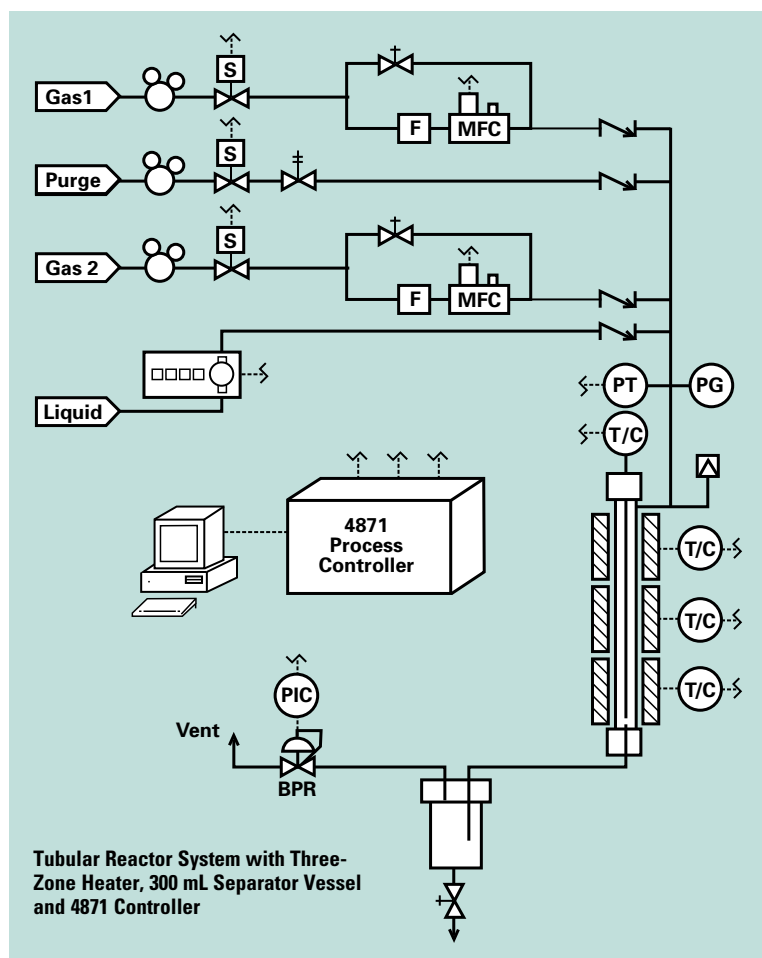 S
Gas1
F
MFC
S
Purge
S
Gas 2
F
MFC
Liquid
PT
PG
T/C
4871
Process
Controller
T/C
T/C
T/C
PIC
Vent
BPR
Tubular Reactor System with Three-
Zone Heater, 300 mL Separator Vessel
and 4871 Controller